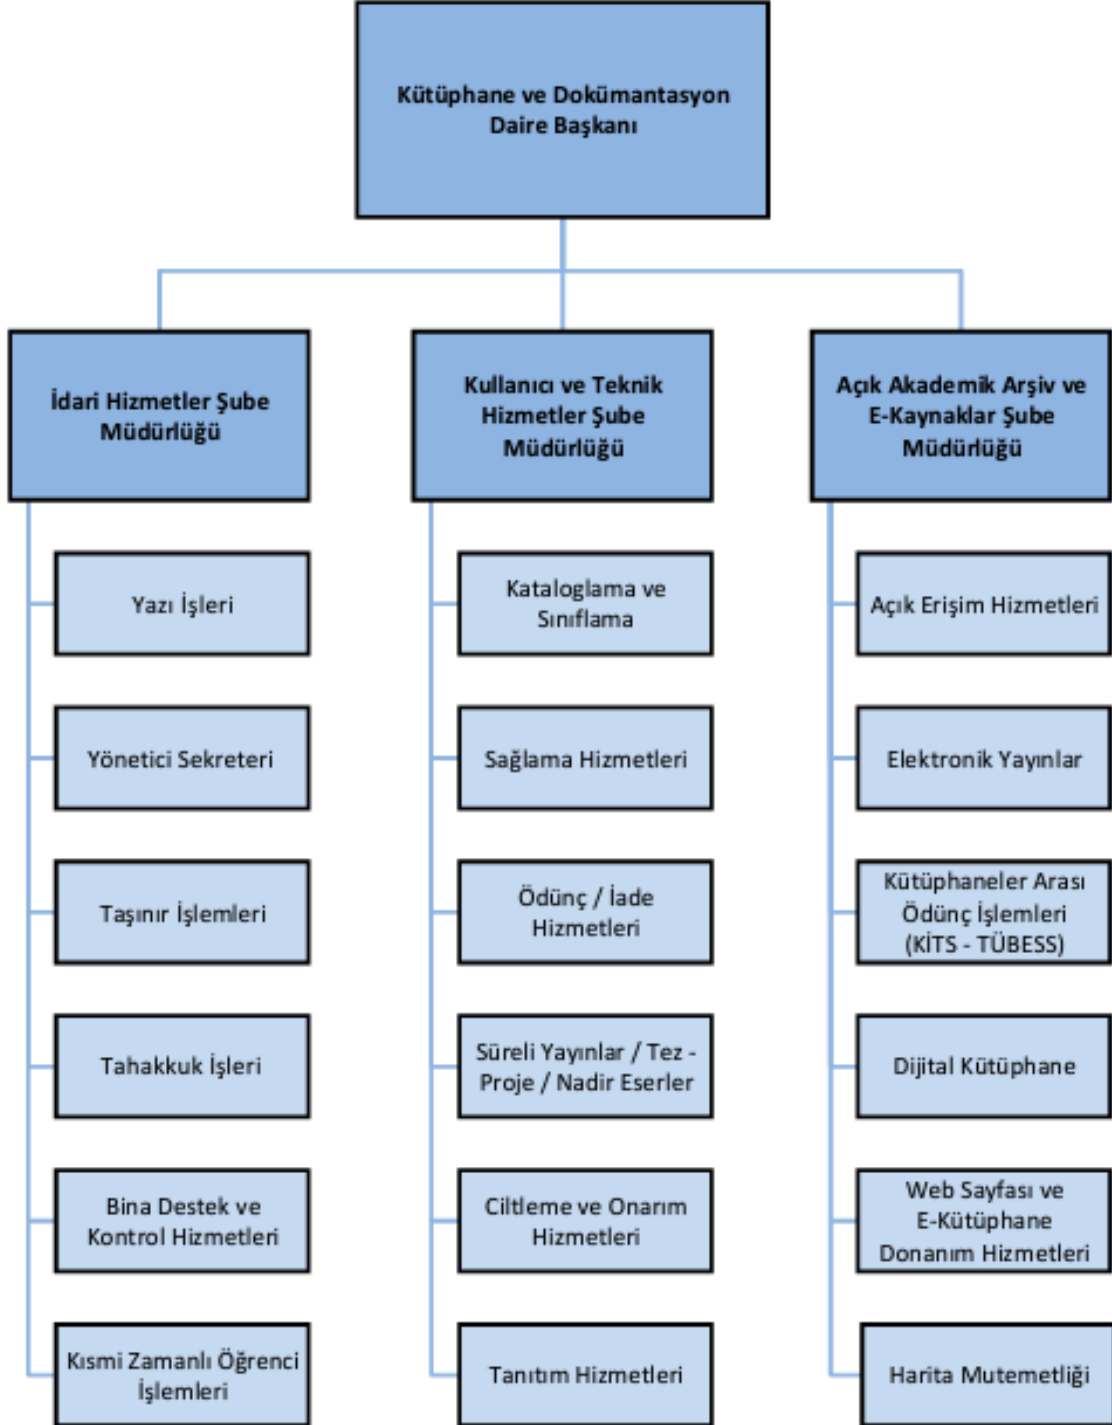 Kütüphane ve Dokümantasyon
Daire Başkanı
İdari Hizmetler Şube
Müdürlüğü
Yazı İşleri
Yönetici Sekreteri
Taşınır İşlemleri
Tahakkuk İşleri
Bina Destek ve
Kontrol Hizmetleri
Kısmi Zamanlı Öğrenci
İşlemleri
Kullanıcı ve Teknik
Hizmetler Şube
Müdürlüğü
Kataloglama ve
Sınıflama
Sağlama Hizmetleri
Ödünç / İade
Hizmetleri
Süreli Yayınlar / Tez -
Proje / Nadir Eserler
Ciltleme ve Onarım
Hizmetleri
Tanıtım Hizmetleri
Açık Akademik Arşiv ve
E-Kaynaklar Şube
Müdürlüğü
Açık Erişim Hizmetleri
Elektronik Yayınlar
Kütüphaneler Arası
Ödünç İşlemleri
(KİTS - TÜBESS)
Dijital Kütüphane
Web Sayfası ve
E-Kütüphane
Donanım Hizmetleri
Harita Mutemetliği